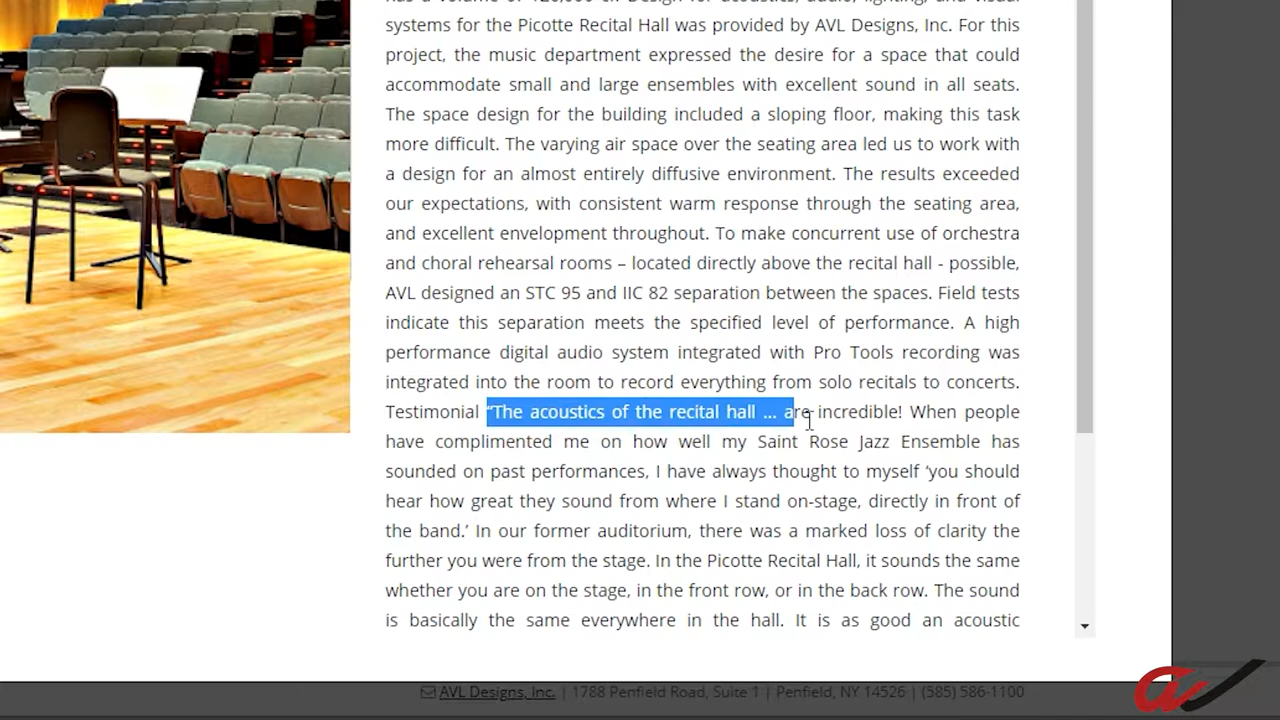 systems for the Picotte Recital Hall was provided by AVL Designs, Inc. For this
project, the music department expressed the desire for a space that could
accommodate small and large ensembles with excellent sound in all seats.
The space design for the building included a sloping floor, making this task
more difficult. The varying air space over the seating area led us to work with
a design for an almost entirely diffusive environment. The results exceeded
our expectations, with consistent warm response through the seating area,
and excellent envelopment throughout. To make concurrent use of orchestra
and choral rehearsal rooms – located directly above the recital hall - possible,
AVL designed an STC 95 and IIC 82 separation between the spaces. Field tests
indicate this separation meets the specified level of performance. A high
performance digital audio system integrated with Pro Tools recording was
integrated into the room to record everything from solo recitals to concerts.
Testimonial “The acoustics of the recital hall ... are incredible! When people
have complimented me on how well my Saint Rose Jazz Ensemble has
sounded on past performances, I have always thought to myself ‘you should
hear how great they sound from where I stand on-stage, directly in front of
the band.’ In our former auditorium, there was a marked loss of clarity the
further you were from the stage. In the Picotte Recital Hall, it sounds the same
whether you are on the stage, in the front row, or in the back row. The sound
is basically the same everywhere in the hall. It is as good an acoustic
AVL Designs, Inc. | 1788 Penfield Road, Suite 1 | Penfield, NY 14526 | (585) 586-1100